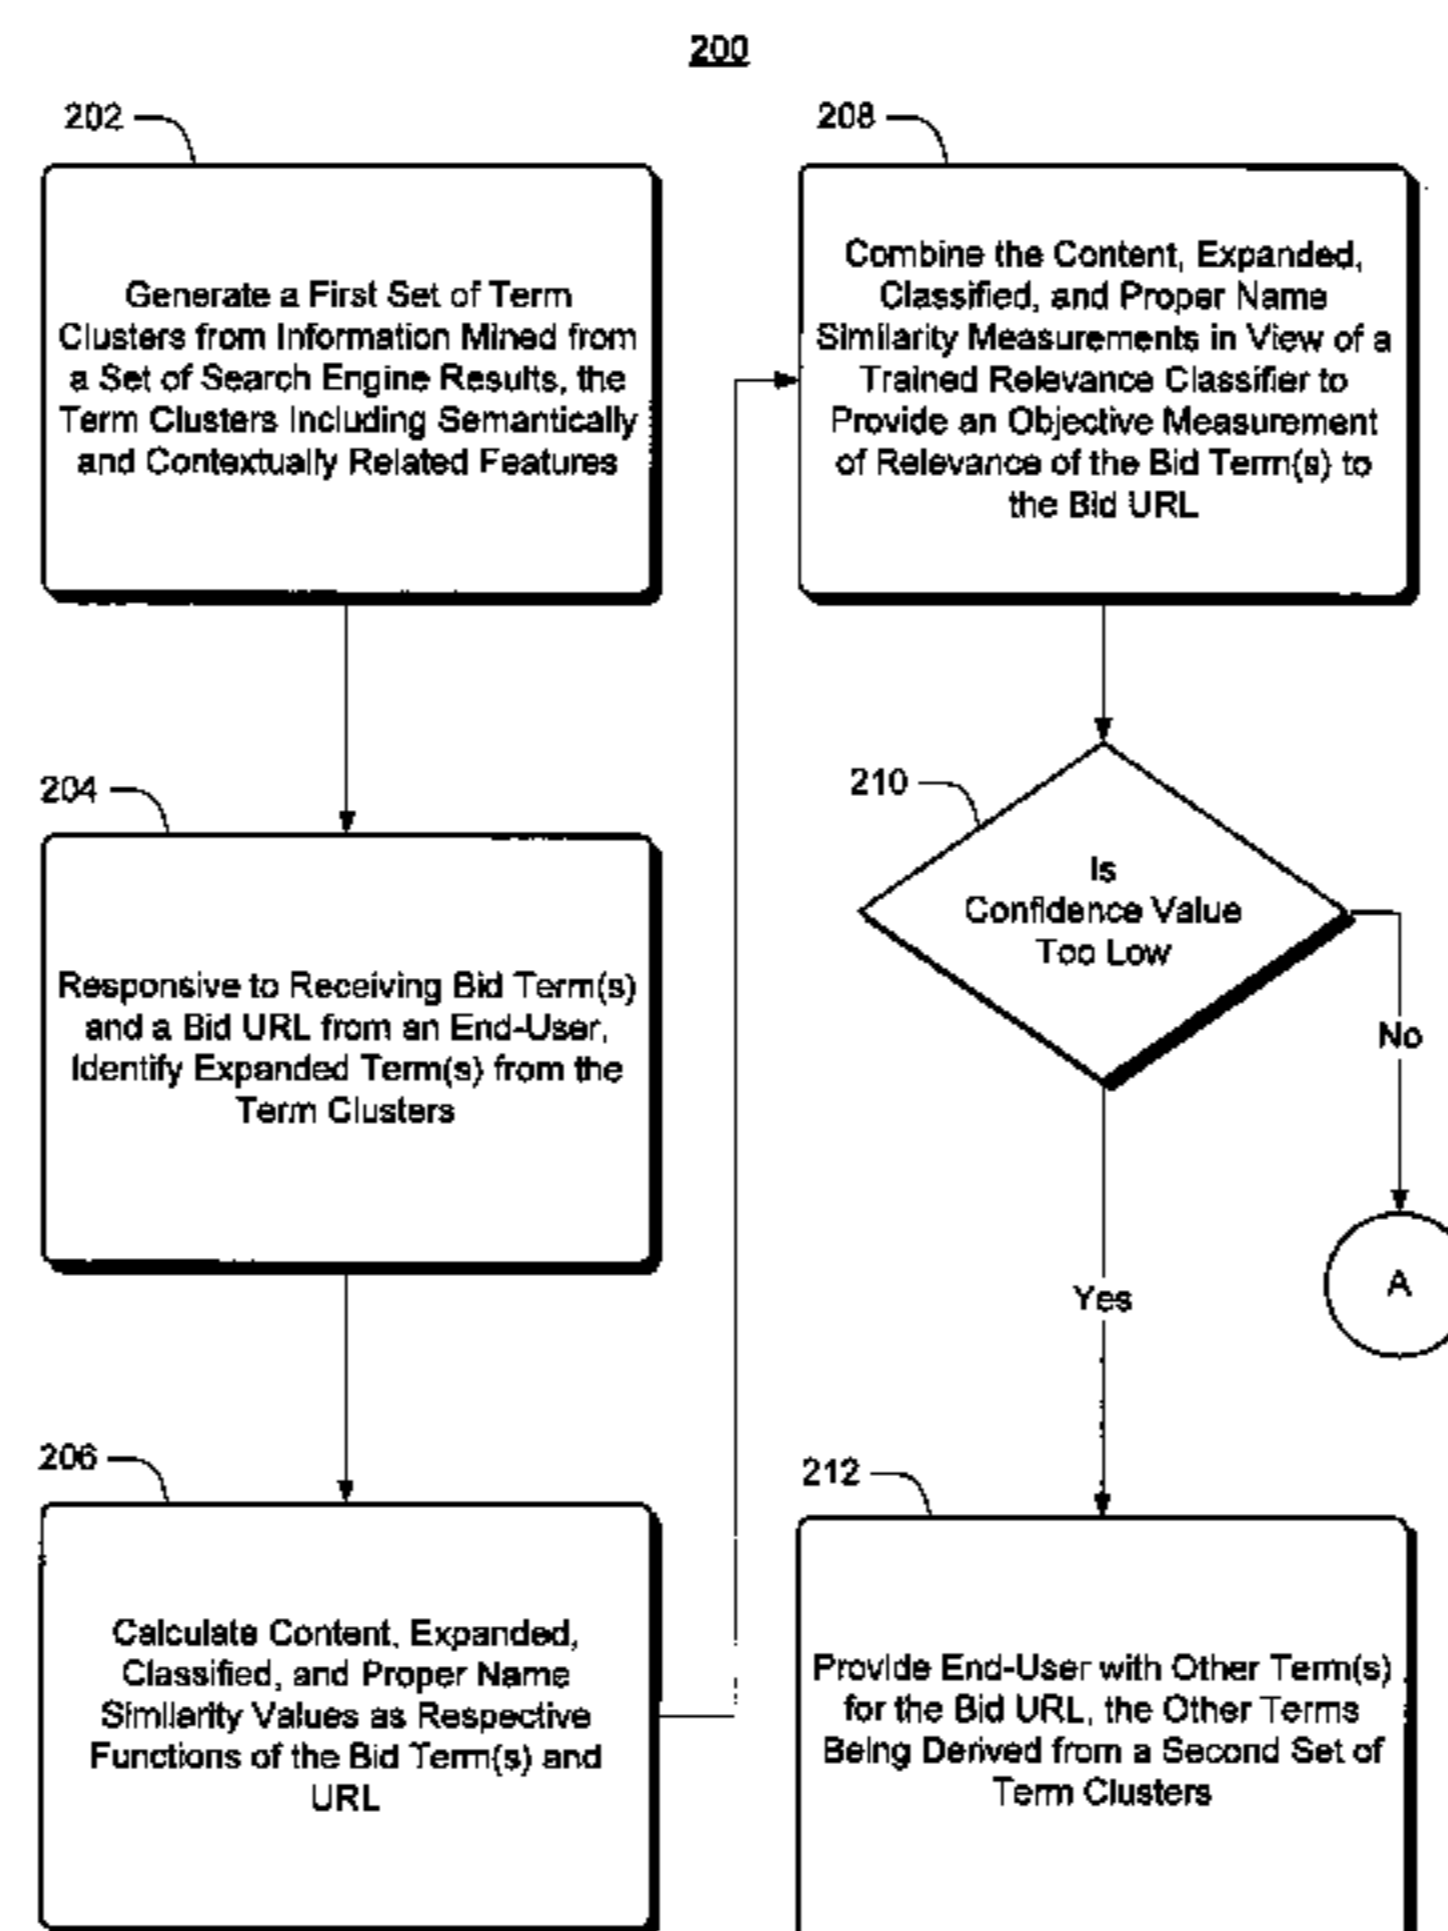 200
202
Generate a First Set of Term
Clusters from Information Mined from
a Set of Search Engine Results, the
Term Clusters Including Semantically
and Contextually Related Features
204
Responsive to Receiving Bid Term(s)
and a Bid URL from an End-User,
Identify Expanded Term(s) from the
Term Clusters
206
Calculate Content, Expanded,
Classified, and Proper Name
Similarity Values as Respective
Functions of the Bid Term(s) and
URL
208
Combine the Content, Expanded,
Classified, and Proper Name
Similarity Measurements in View of a
Trained Relevance Classifier to
Provide an Objective Measurement
of Relevance of the Bid Term(s) to
the Bid URL
210
Is
Confidence Value
Too Low
No
A
Yes
212
Provide End-User with Other Term(s)
for the Bid URL, the Other Terms
Being Derived from a Second Set of
Term Clusters